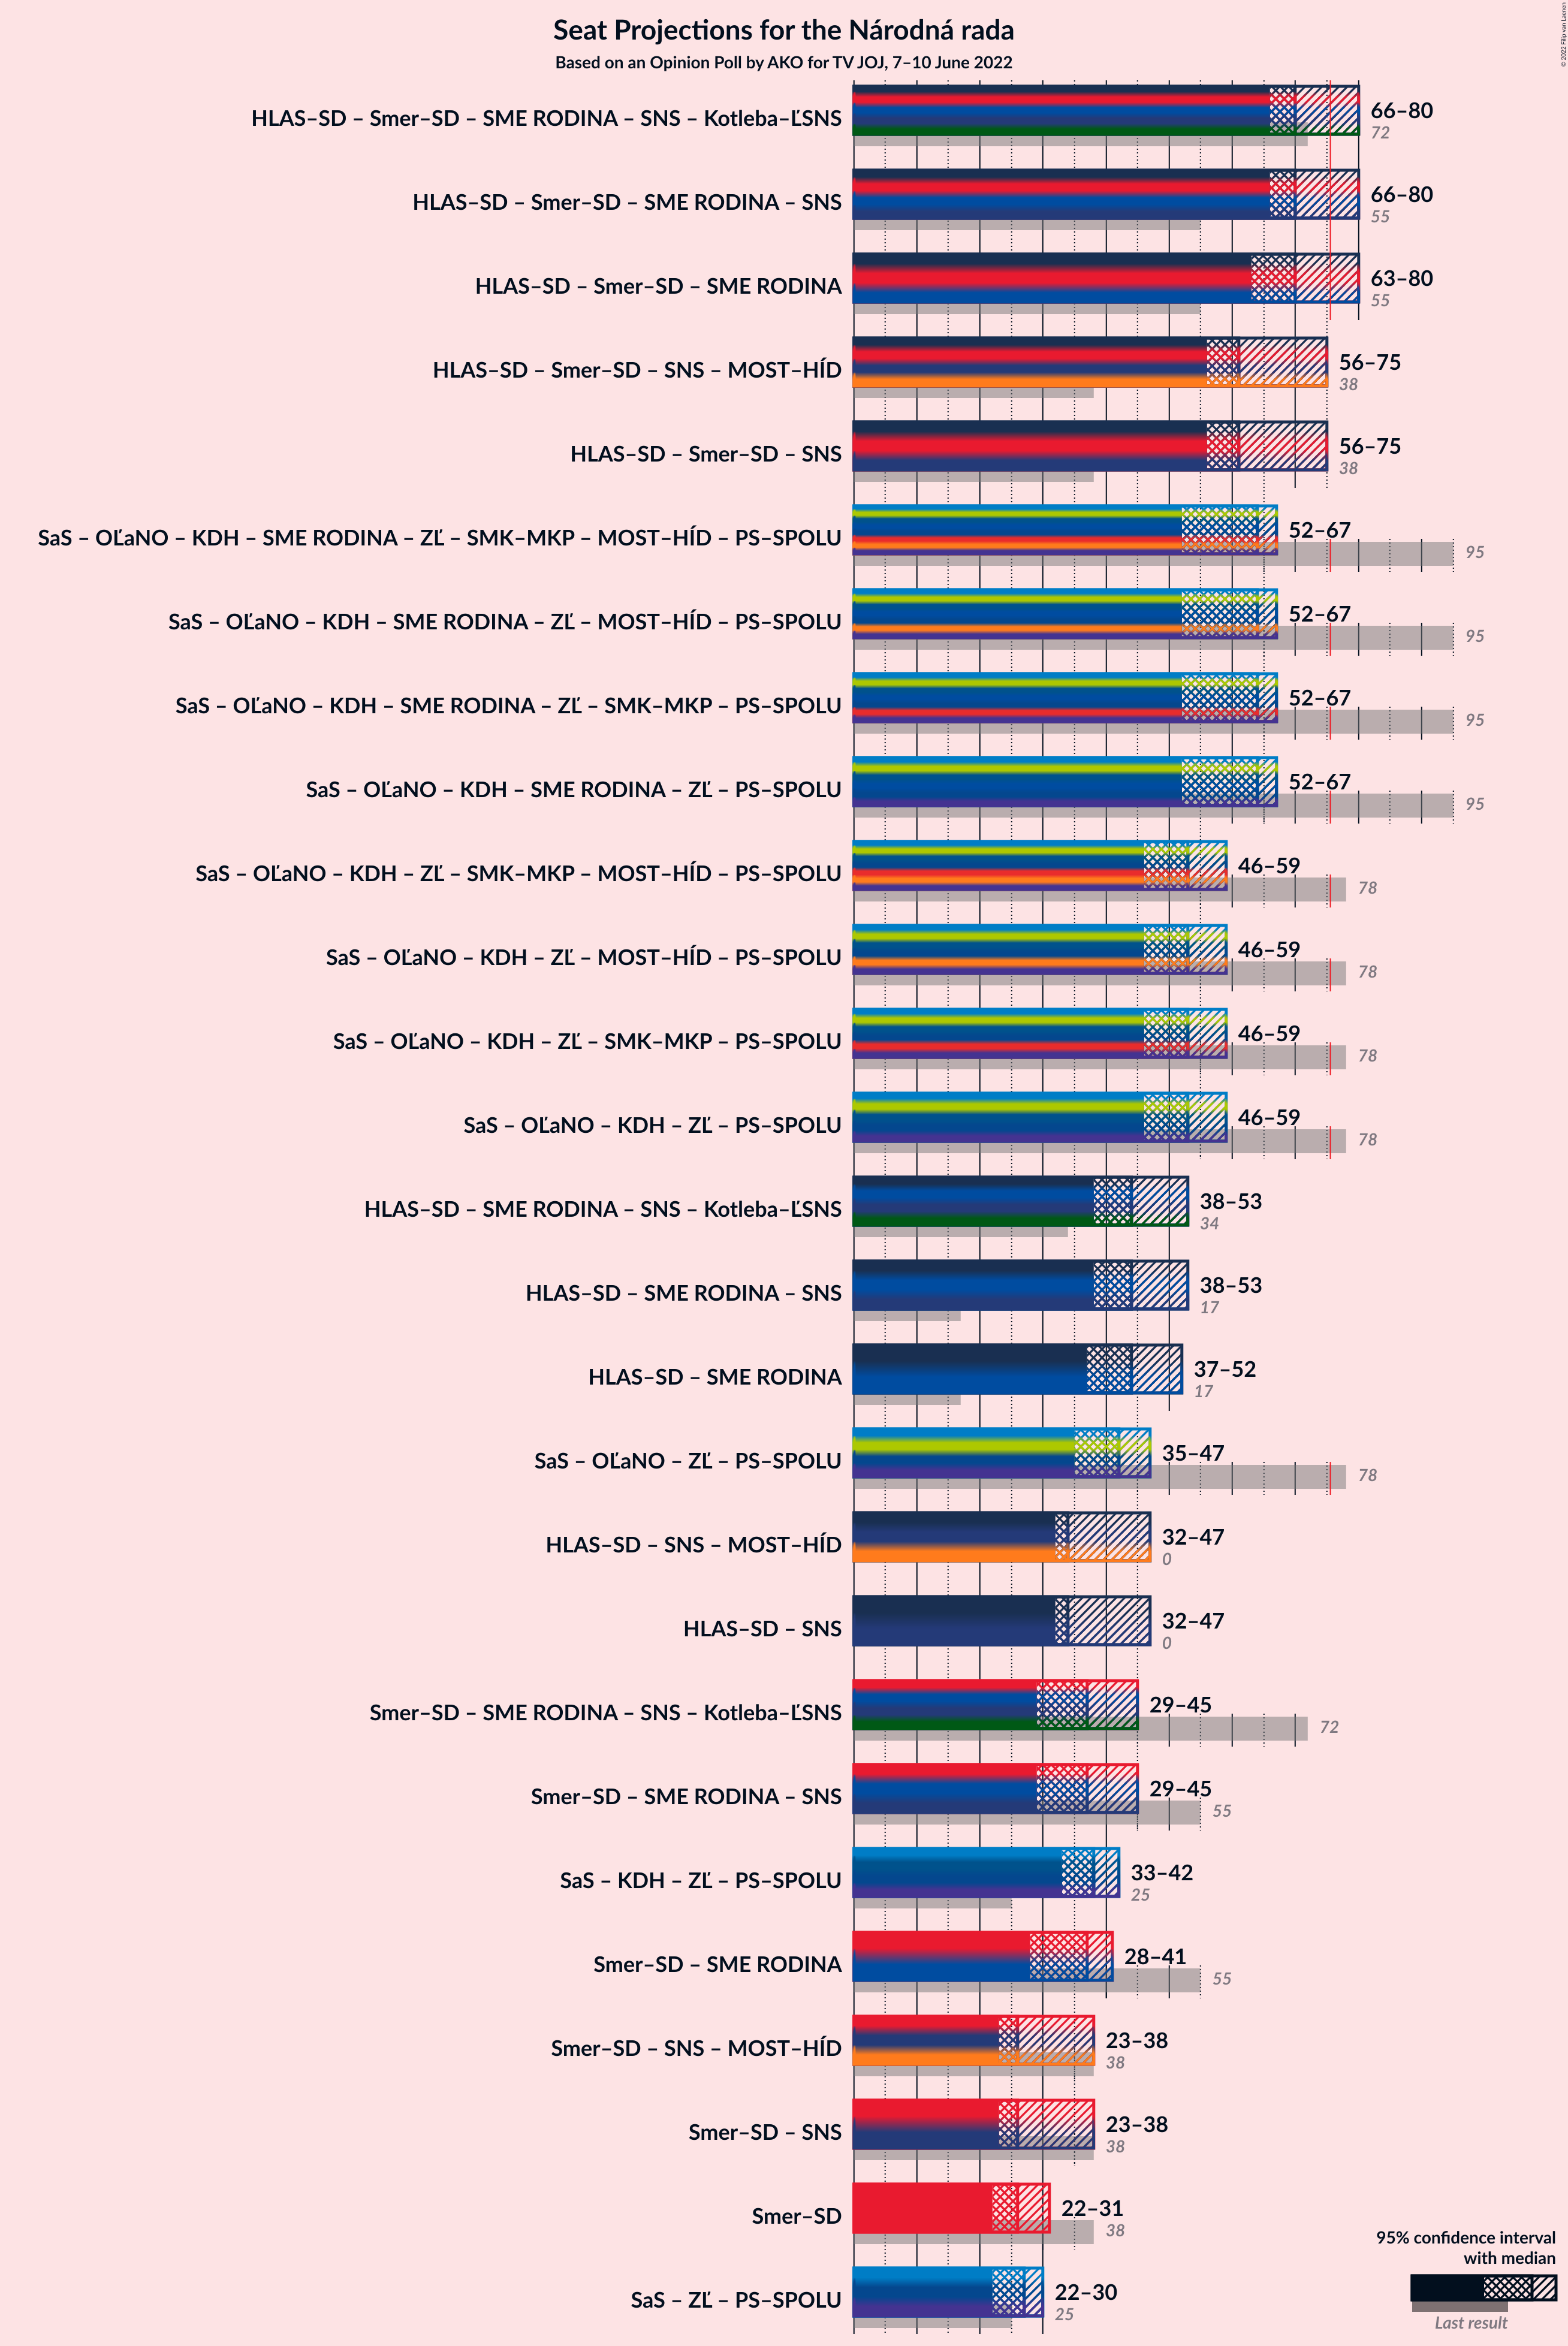 Seat Projections for the Národná rada
Based on an Opinion Poll by AKO for TV JOJ, 7–10 June 2022
© 2022 Filip van Laenen
HLAS–SD – Smer–SD – SME RODINA – SNS – Kotleba–ĽSNS
66–80
72
HLAS–SD – Smer–SD – SME RODINA – SNS
66–80
55
HLAS–SD – Smer–SD – SME RODINA
63–80
55
HLAS–SD – Smer–SD – SNS – MOST–HÍD
56–75
38
HLAS–SD – Smer–SD – SNS
56–75
38
SaS – OĽaNO – KDH – SME RODINA – ZĽ – SMK–MKP – MOST–HÍD – PS–SPOLU
52–67
95
SaS – OĽaNO – KDH – SME RODINA – ZĽ – MOST–HÍD – PS–SPOLU
52–67
95
SaS – OĽaNO – KDH – SME RODINA – ZĽ – SMK–MKP – PS–SPOLU
52–67
95
SaS – OĽaNO – KDH – SME RODINA – ZĽ – PS–SPOLU
52–67
95
SaS – OĽaNO – KDH – ZĽ – SMK–MKP – MOST–HÍD – PS–SPOLU
46–59
78
SaS – OĽaNO – KDH – ZĽ – MOST–HÍD – PS–SPOLU
46–59
78
SaS – OĽaNO – KDH – ZĽ – SMK–MKP – PS–SPOLU
46–59
78
SaS – OĽaNO – KDH – ZĽ – PS–SPOLU
46–59
78
HLAS–SD – SME RODINA – SNS – Kotleba–ĽSNS
38–53
34
HLAS–SD – SME RODINA – SNS
38–53
17
HLAS–SD – SME RODINA
37–52
17
SaS – OĽaNO – ZĽ – PS–SPOLU
35–47
78
HLAS–SD – SNS – MOST–HÍD
32–47
0
HLAS–SD – SNS
32–47
0
Smer–SD – SME RODINA – SNS – Kotleba–ĽSNS
29–45
72
Smer–SD – SME RODINA – SNS
29–45
55
SaS – KDH – ZĽ – PS–SPOLU
33–42
25
Smer–SD – SME RODINA
28–41
55
Smer–SD – SNS – MOST–HÍD
23–38
38
Smer–SD – SNS
23–38
38
Smer–SD
22–31
38
SaS – ZĽ – PS–SPOLU
22–30
25
95% confidence interval
with median
Last result